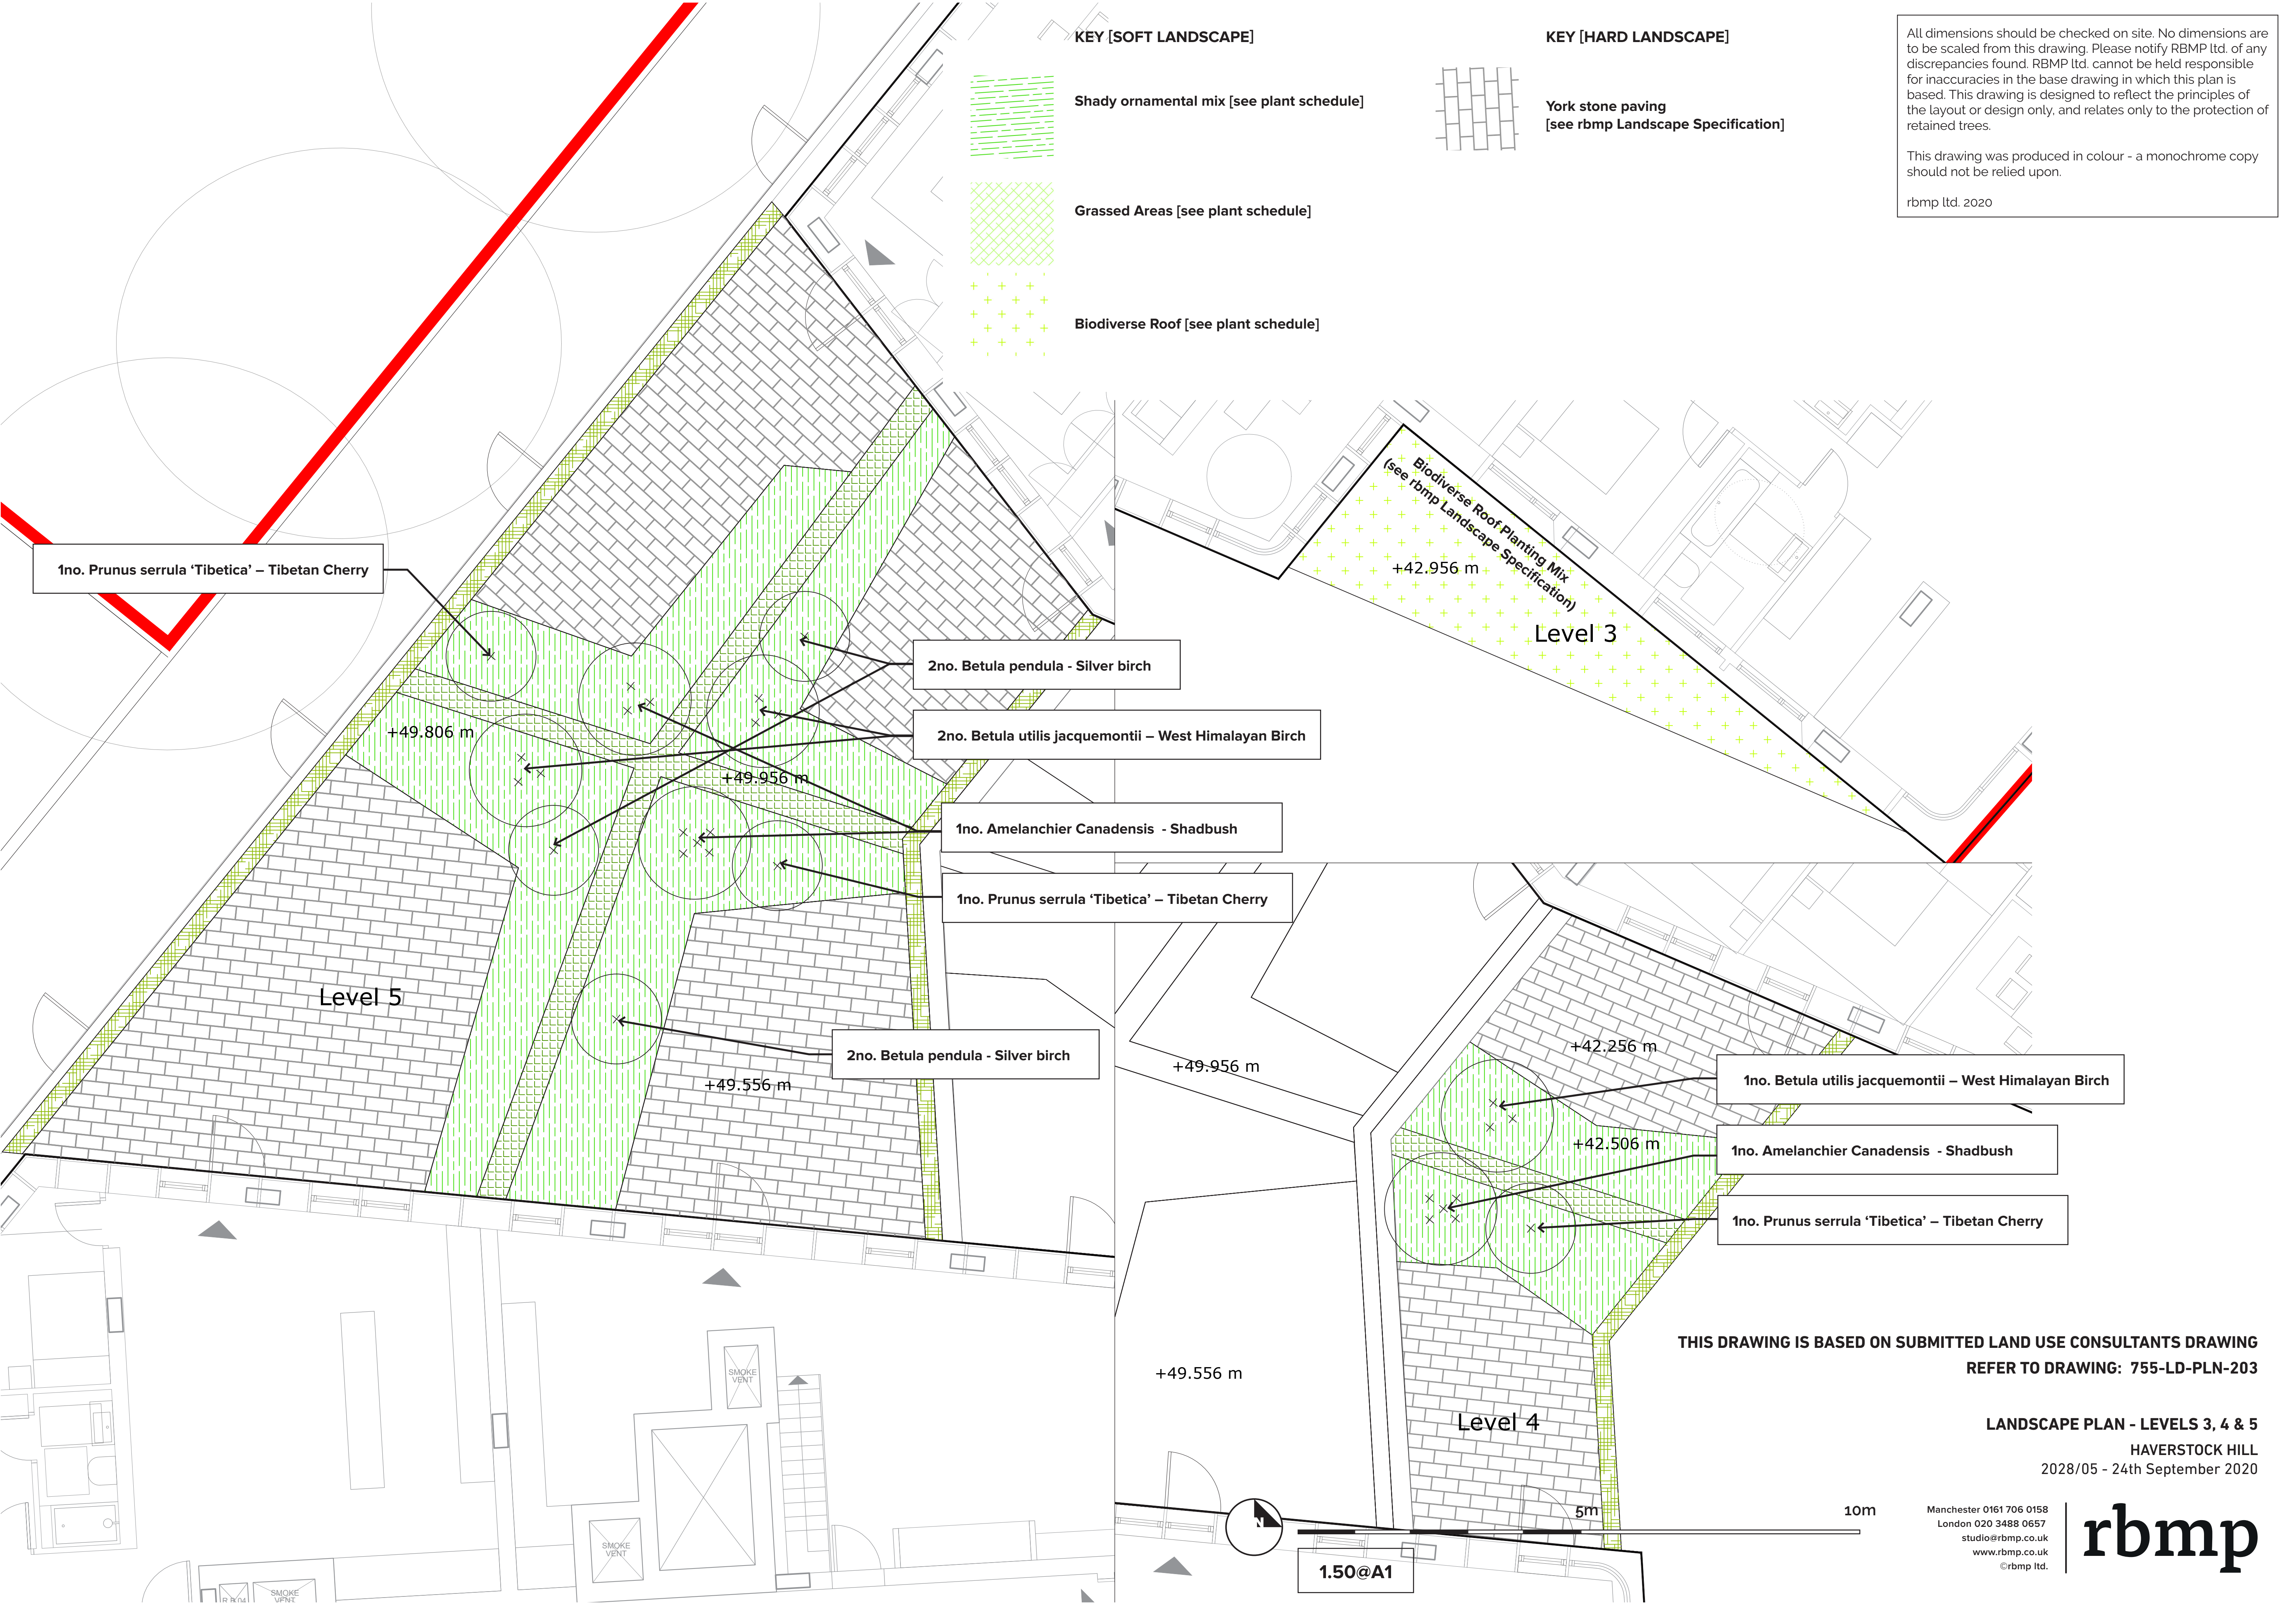 KEY [SOFT LANDSCAPE]
Shady ornamental mix [see plant schedule]
Grassed Areas [see plant schedule]
Biodiverse Roof [see plant schedule]
KEY [HARD LANDSCAPE]
York stone paving
[see rbmp Landscape Specification]
All dimensions should be checked on site. No dimensions are
to be scaled from this drawing. Please notify RBMP ltd. of any
discrepancies found. RBMP ltd. cannot be held responsible
for inaccuracies in the base drawing in which this plan is
based. This drawing is designed to reflect the principles of
the layout or design only, and relates only to the protection of
retained trees.
This drawing was produced in colour - a monochrome copy
should not be relied upon.
rbmp ltd. 2020
1no. Prunus serrula ‘Tibetica’ – Tibetan Cherry
+49.806 m
+49.956 m
2no. Betula pendula - Silver birch
2no. Betula utilis jacquemontii – West Himalayan Birch
1no. Amelanchier Canadensis - Shadbush
1no. Prunus serrula ‘Tibetica’ – Tibetan Cherry
Level 5
2no. Betula pendula - Silver birch
+49.556 m
SMOKE
VENT
SMOKE
VENT
SMOKE
VENT
Biodiverse Roof Planting Mix
(see rbmp Landscape Specification)
+42.956 m
Level 3
+49.956 m
+49.556 m
+42.256 m
+42.506 m
1no. Betula utilis jacquemontii – West Himalayan Birch
1no. Amelanchier Canadensis - Shadbush
1no. Prunus serrula ‘Tibetica’ – Tibetan Cherry
Level 4
N
5m
10m
1.50@A1
THIS DRAWING IS BASED ON SUBMITTED LAND USE CONSULTANTS DRAWING
REFER TO DRAWING: 755-LD-PLN-203
LANDSCAPE PLAN - LEVELS 3, 4 & 5
HAVERSTOCK HILL
2028/05 - 24th September 2020
Manchester 0161 706 0158
London 020 3488 0657
studio@rbmp.co.uk
www.rbmp.co.uk
©rbmp ltd.
rbmp